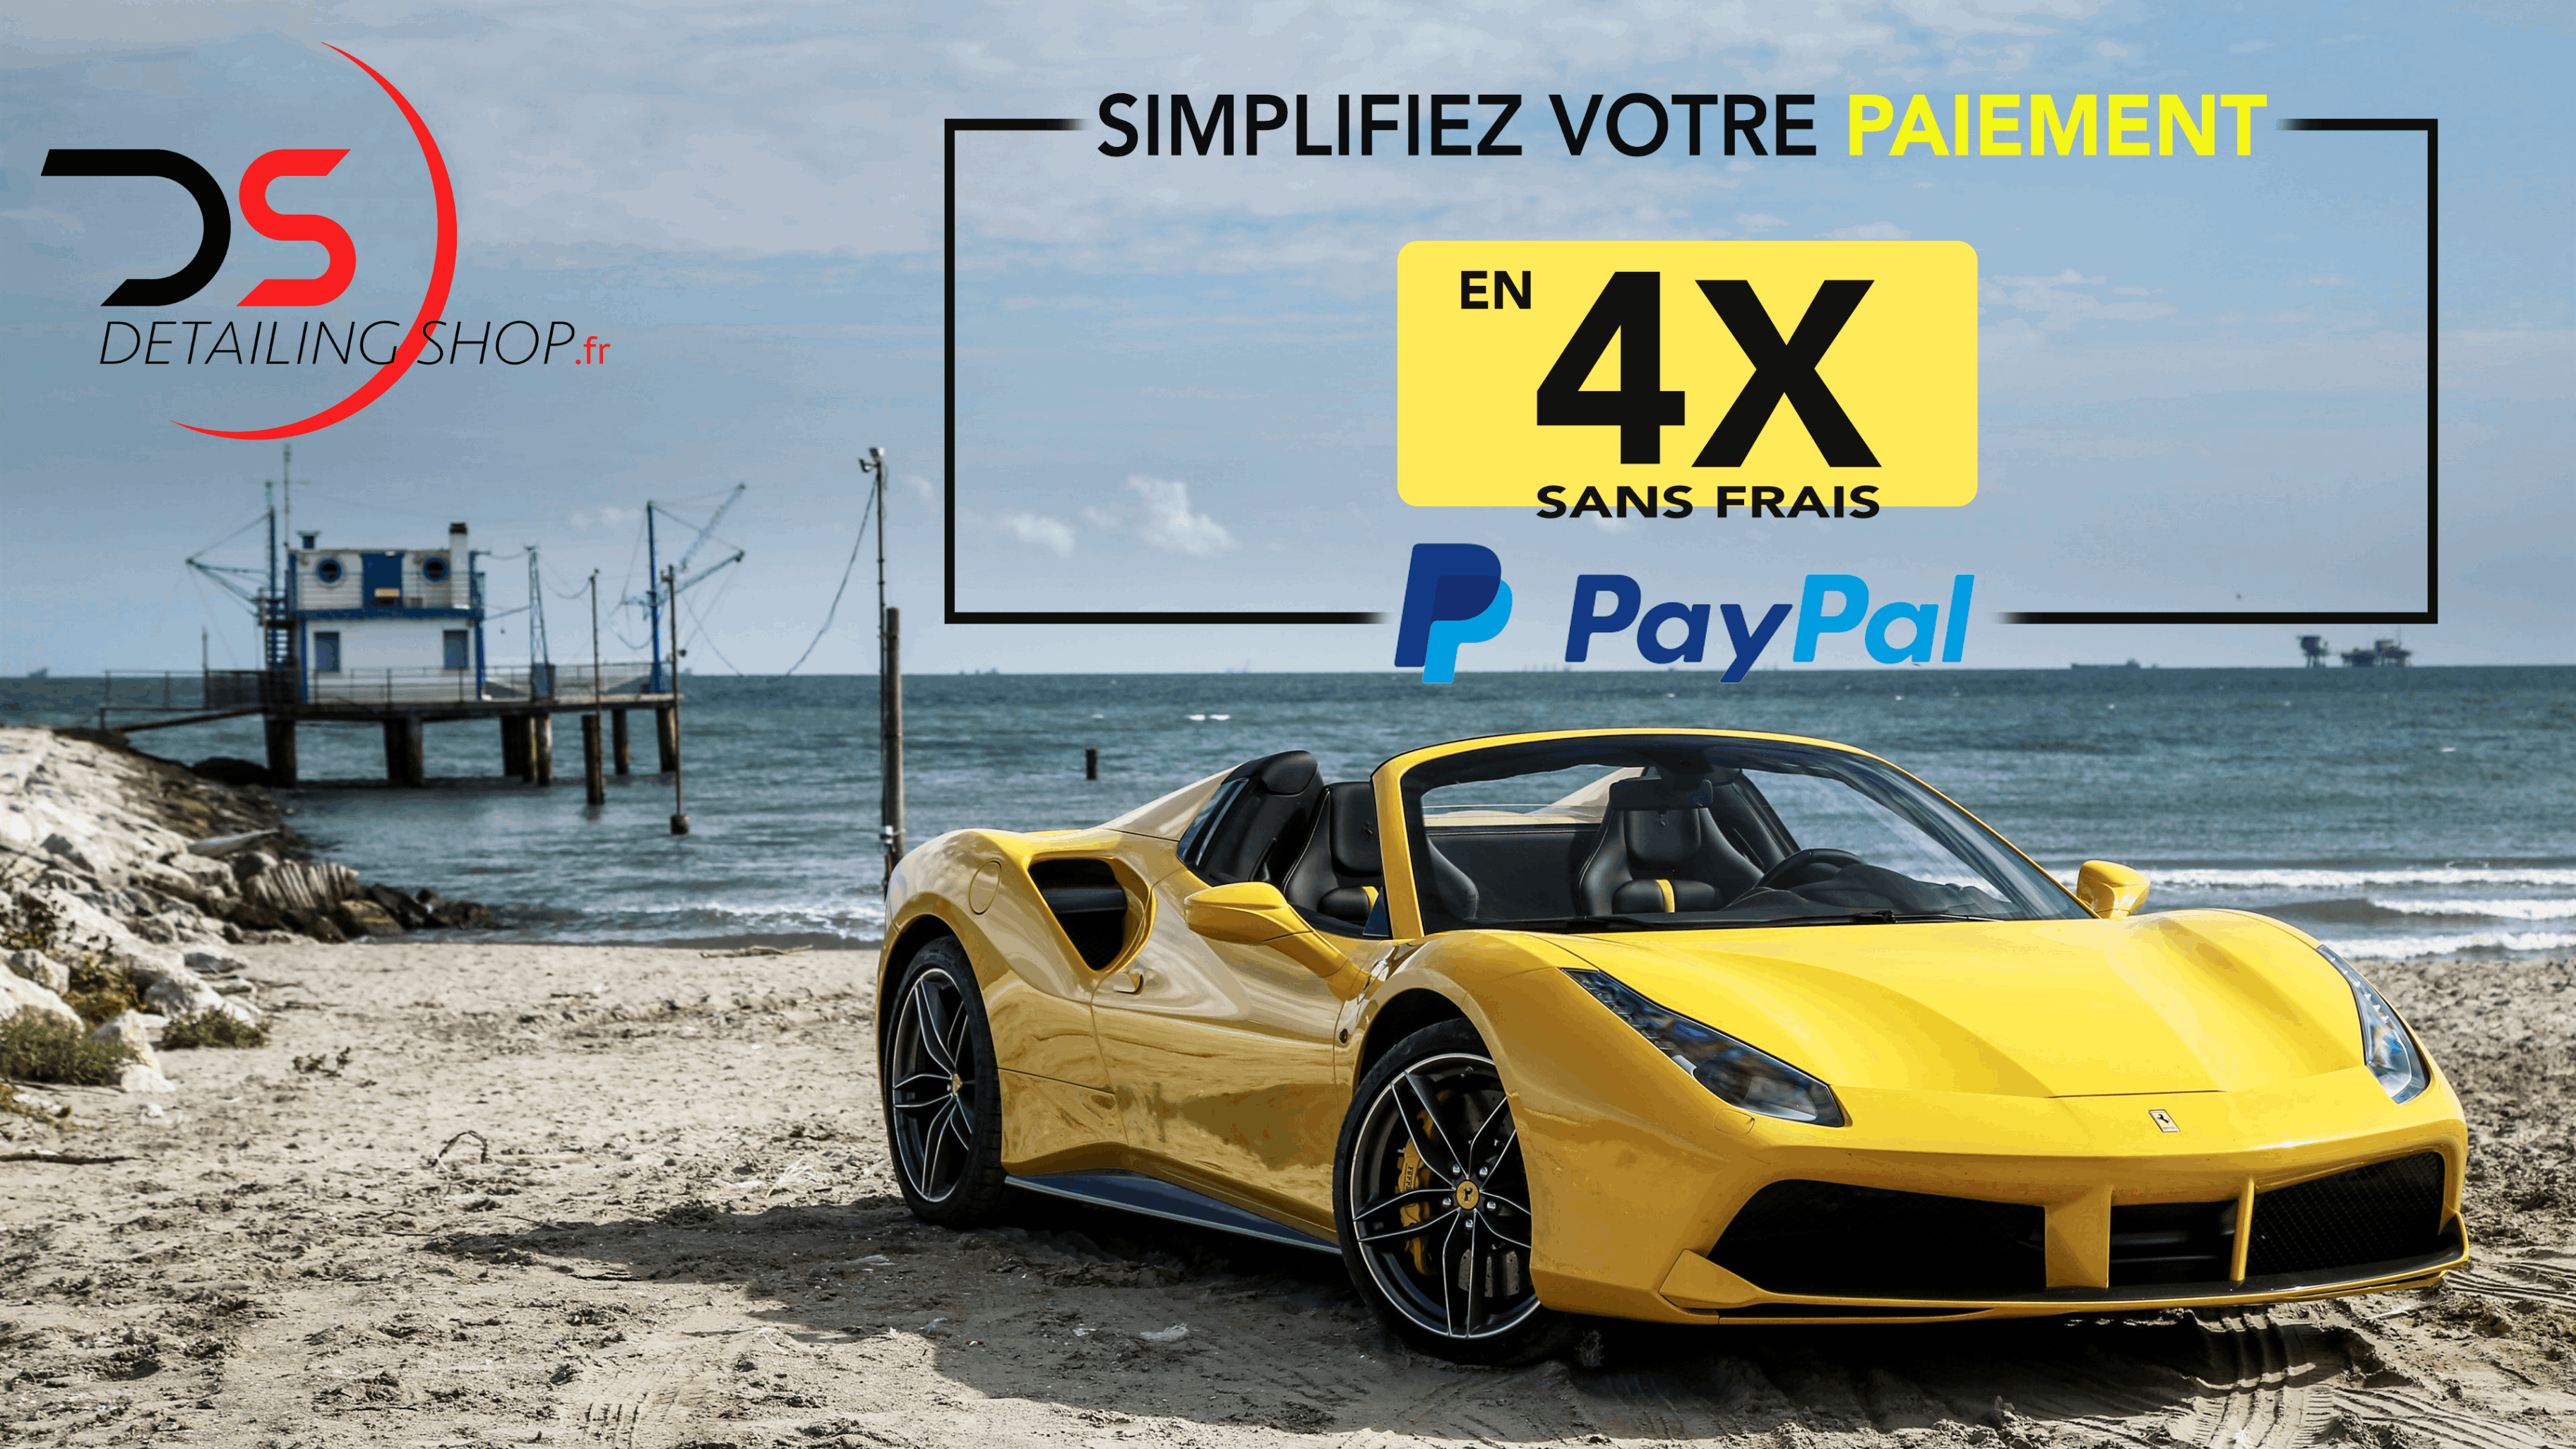 DS
DETAILING SHOP.fr
SIMPLIFIEZ VOTRE PAIEMENT
EN 4X
SANS FRAIS
PayPal